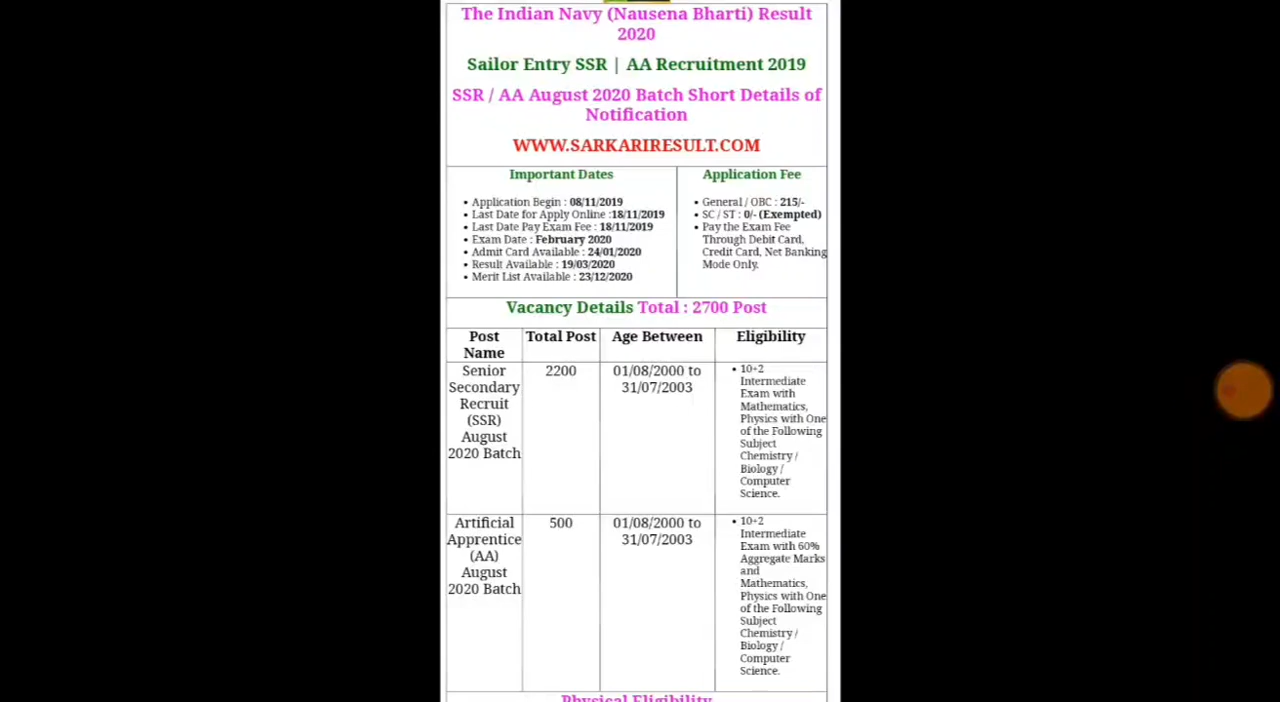 The Indian Navy (Nausena Bharti) Result
2020
Sailor Entry SSR | AA Recruitment 2019
SSR / AA August 2020 Batch Short Details of
Notification
WWW.SARKARIRESULT.COM
Important Dates
• Application Begin : 08/11/2019
• Last Date for Apply Online :18/11/2019
• Last Date Pay Exam Fee : 18/11/2019
• Exam Date : February 2020
• Admit Card Available : 24/01/2020
• Result Available : 19/03/2020
• Merit List Available : 23/12/2020
Application Fee
• General / OBC : 215/-
• SC / ST : 0/- (Exempted)
• Pay the Exam Fee
Through Debit Card,
Credit Card, Net Banking
Mode Only.
Vacancy Details Total : 2700 Post
Post
Name
Total Post
Age Between
Eligibility
Senior
Secondary
Recruit
(SSR)
August
2020 Batch
2200
01/08/2000 to
31/07/2003
• 10+2
Intermediate
Exam with
Mathematics,
Physics with One
of the Following
Subject
Chemistry /
Biology /
Computer
Science.
Artificial
Apprentice
(AA)
August
2020 Batch
500
01/08/2000 to
31/07/2003
• 10+2
Intermediate
Exam with 60%
Aggregate Marks
and
Mathematics,
Physics with One
of the Following
Subject
Chemistry /
Biology /
Computer
Science.
Physical Eligibility